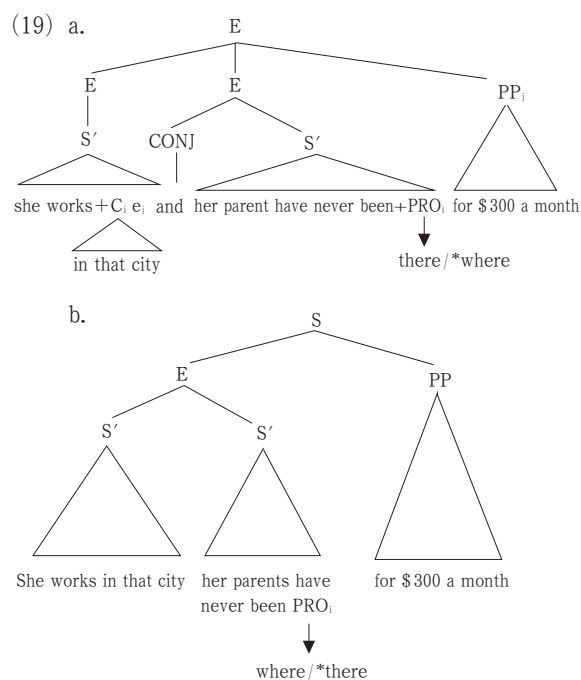 (19) a.
E
E E PPⱼ
S′ CONJ S′
she works+Cᵢ eⱼ and her parent have never been+PROᵢ for $300 a month
in that city there/*where
b.
S
E PP
S′ S′
She works in that city her parents have for $300 a month
never been PROᵢ
where/*there